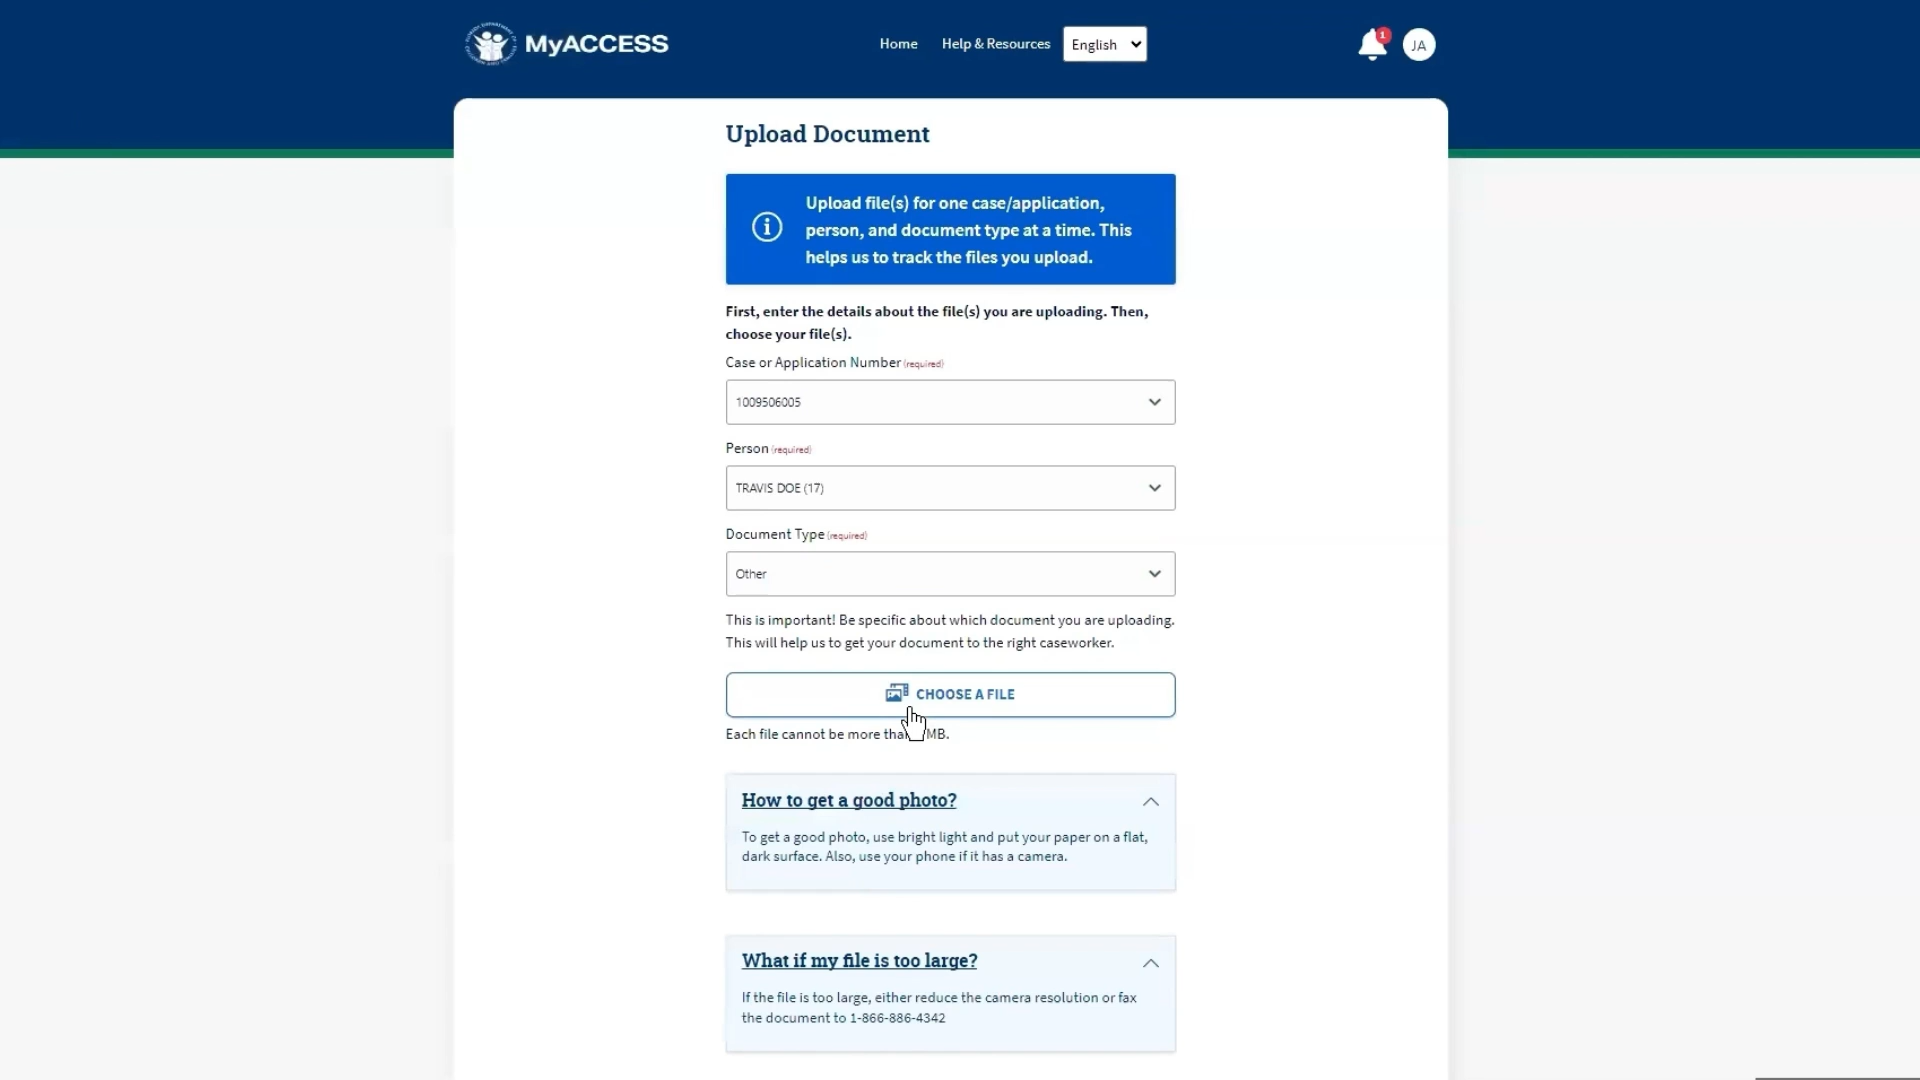 MyACCESS
Home
Help & Resources
English
1
JA
Upload Document
Upload file(s) for one case/application,
person, and document type at a time. This
helps us to track the files you upload.
First, enter the details about the file(s) you are uploading. Then,
choose your file(s).
Case or Application Number (required)
1009506005
Person (required)
TRAVIS DOE (17)
Document Type (required)
Other
This is important! Be specific about which document you are uploading.
This will help us to get your document to the right caseworker.
CHOOSE A FILE
Each file cannot be more MB.
How to get a good photo?
To get a good photo, use bright light and put your paper on a flat,
dark surface. Also, use your phone if it has a camera.
What if my file is too large?
If the file is too large, either reduce the camera resolution or fax
the document to 1-866-886-4342